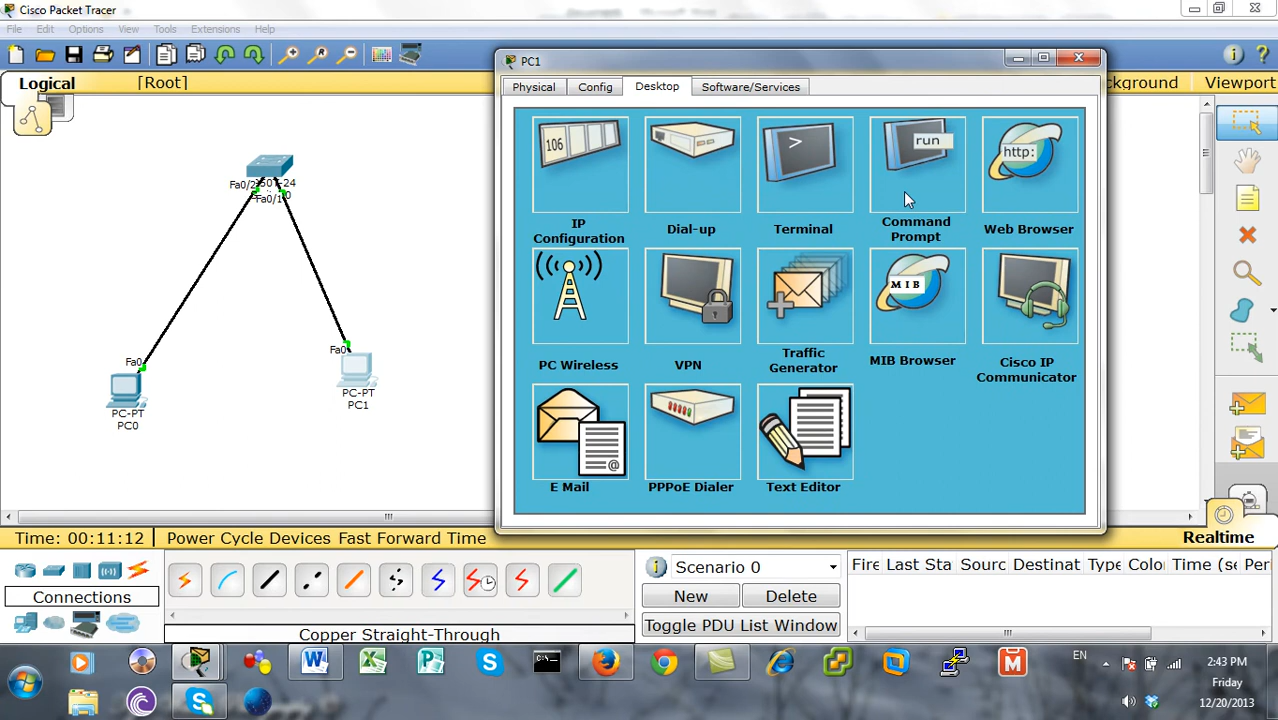 Cisco Packet Tracer
File Edit Options View Tools Extensions Help
Logical
[Root]
Viewport
PC1
Physical
Config
Desktop
Software/Services
106
>
run
http:
IP Configuration
Dial-up
Terminal
Command Prompt
Web Browser
MIB
PC Wireless
VPN
Traffic Generator
MIB Browser
Cisco IP Communicator
@
E Mail
PPPoE Dialer
Text Editor
Fa0/2
Fa0/1
Fa0
PC-PT
PC0
Fa0
PC-PT
PC1
Time: 00:11:12
Power Cycle Devices Fast Forward Time
Realtime
Connections
Copper Straight-Through
Scenario 0
New
Delete
Toggle PDU List Window
Fire Last Sta Sourc Destinat Type Colo Time (se Peri
EN
2:43 PM
Friday
12/20/2013